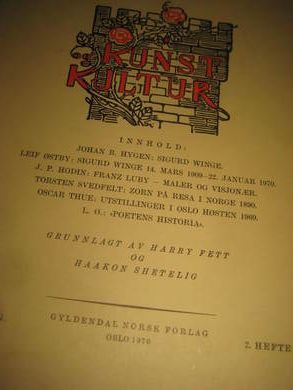 KUNST
OG
KULTUR
INNHOLD:
JOHAN B. HYGEN: SIGURD WINGE.
LEIF ØSTBY: SIGURD WINGE 14. MARS 1909–22. JANUAR 1970.
J. P. HODIN: FRANZ LUBY – MALER OG VISJONÆR.
TORSTEN SVEDFELT: ZORN PÅ RESA I NORGE 1890.
OSCAR THUE: UTSTILLINGER I OSLO HØSTEN 1969.
L. O.: «POETENS HISTORIA».
GRUNNLAGT AV HARRY FETT
OG
HAAKON SHETELIG
GYLDENDAL NORSK FORLAG
OSLO 1970
2. HEFTE